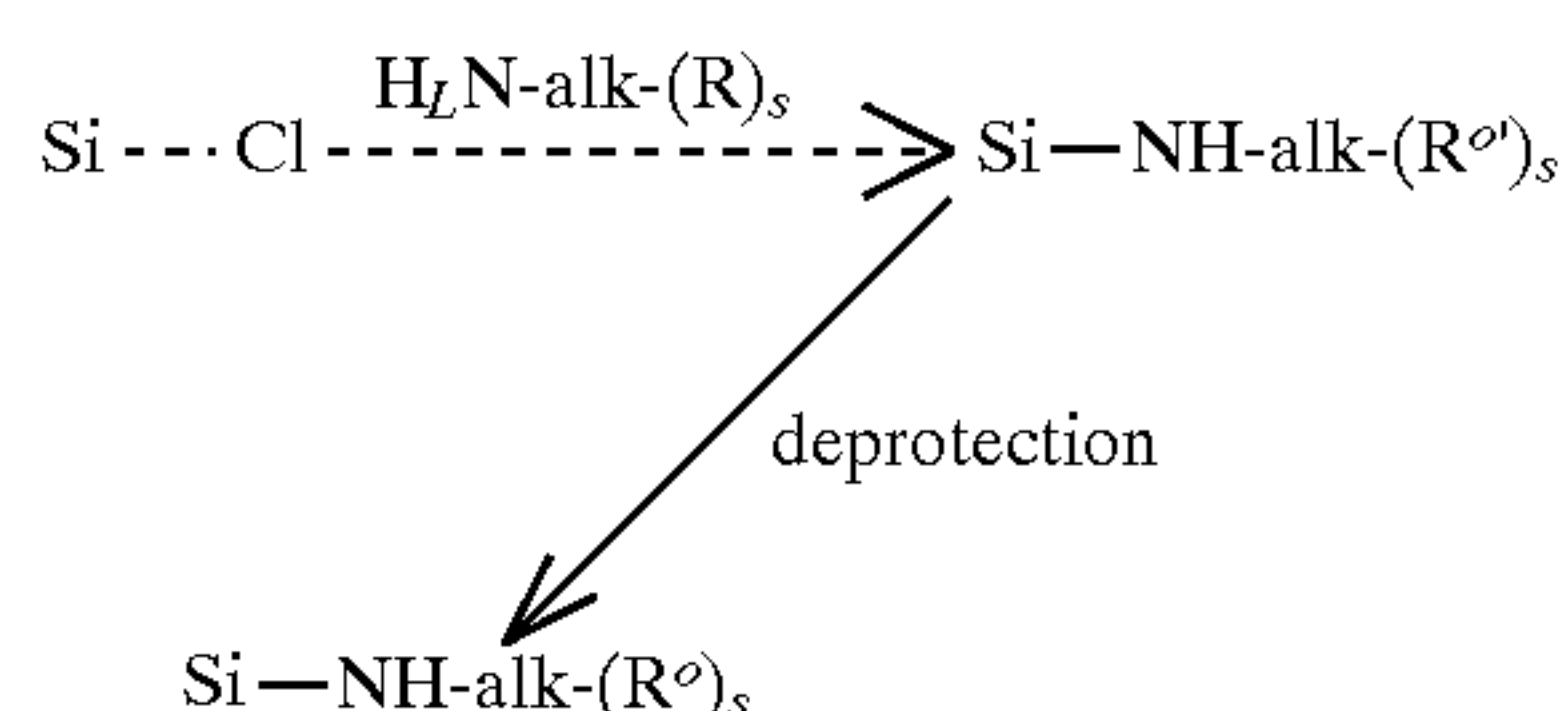 H_LN-alk-(R)_s
Si Cl Si—NH-alk-(R^o')_s
deprotection
Si—NH-alk-(R^o)_s